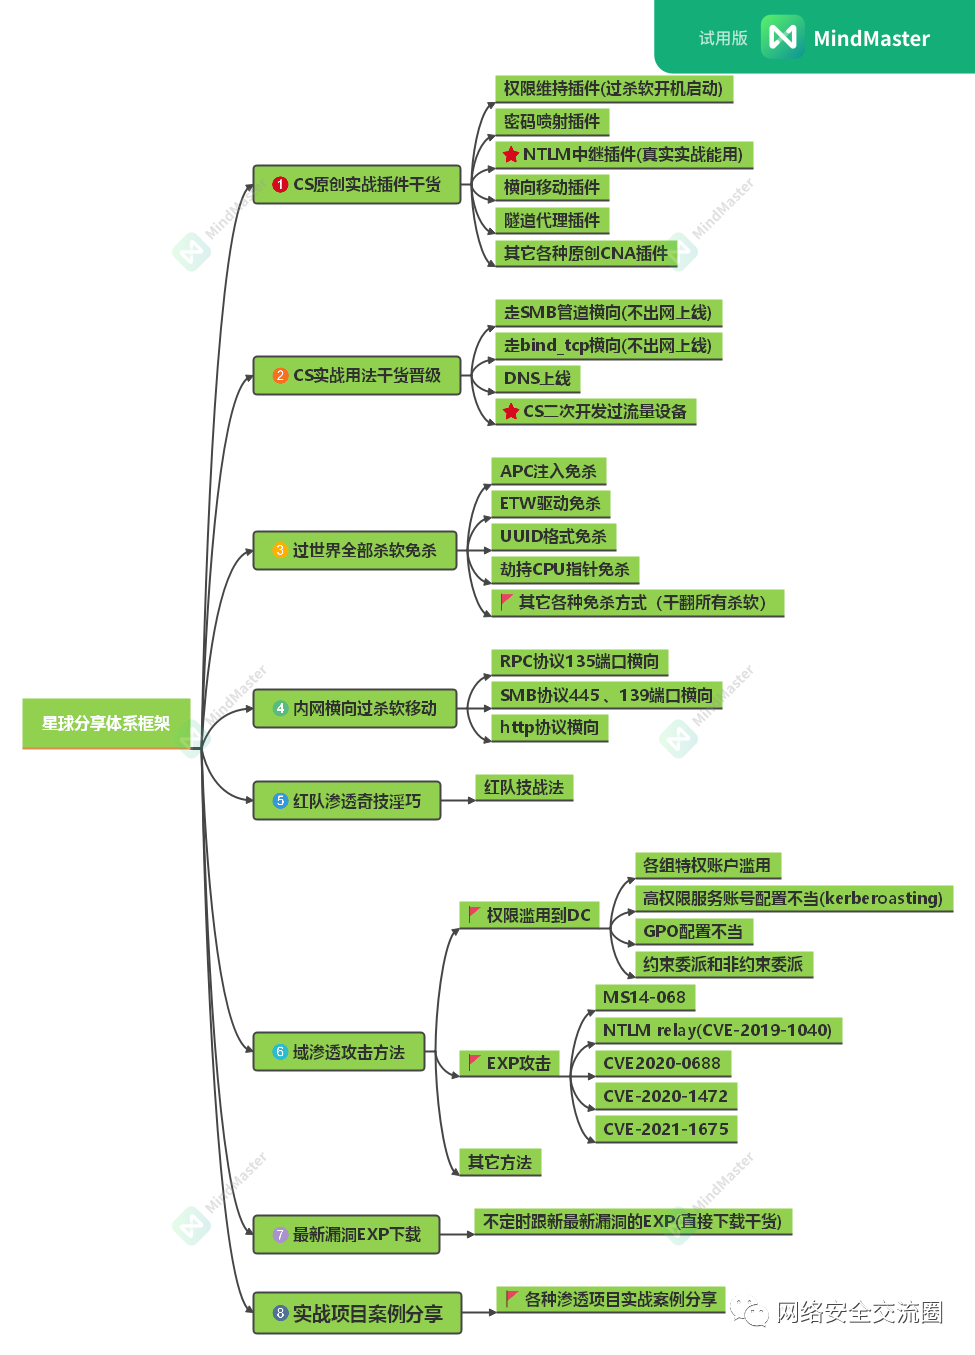 试用版 MindMaster
星球分享体系框架
1 CS原创实战插件干货
权限维持插件(过杀软开机启动)
密码喷射插件
NTLM中继插件(真实实战能用)
横向移动插件
隧道代理插件
其它各种原创CNA插件
2 CS实战用法干货晋级
走SMB管道横向(不出网上线)
走bind_tcp横向(不出网上线)
DNS上线
CS二次开发过流量设备
3 过世界全部杀软免杀
APC注入免杀
ETW驱动免杀
UUID格式免杀
劫持CPU指针免杀
其它各种免杀方式（干翻所有杀软）
4 内网横向过杀软移动
RPC协议135端口横向
SMB协议445 、139端口横向
http协议横向
5 红队渗透奇技淫巧
红队技战法
6 域渗透攻击方法
权限滥用到DC
各组特权账户滥用
高权限服务账号配置不当(kerberoasting)
GPO配置不当
约束委派和非约束委派
EXP攻击
MS14-068
NTLM relay(CVE-2019-1040)
CVE2020-0688
CVE-2020-1472
CVE-2021-1675
其它方法
7 最新漏洞EXP下载
不定时跟新最新漏洞的EXP(直接下载干货)
8 实战项目案例分享
各种渗透项目实战案例分享
网络安全交流圈
MindMaster
MindMaster
MindMaster
MindMaster
MindMaster
MindMaster